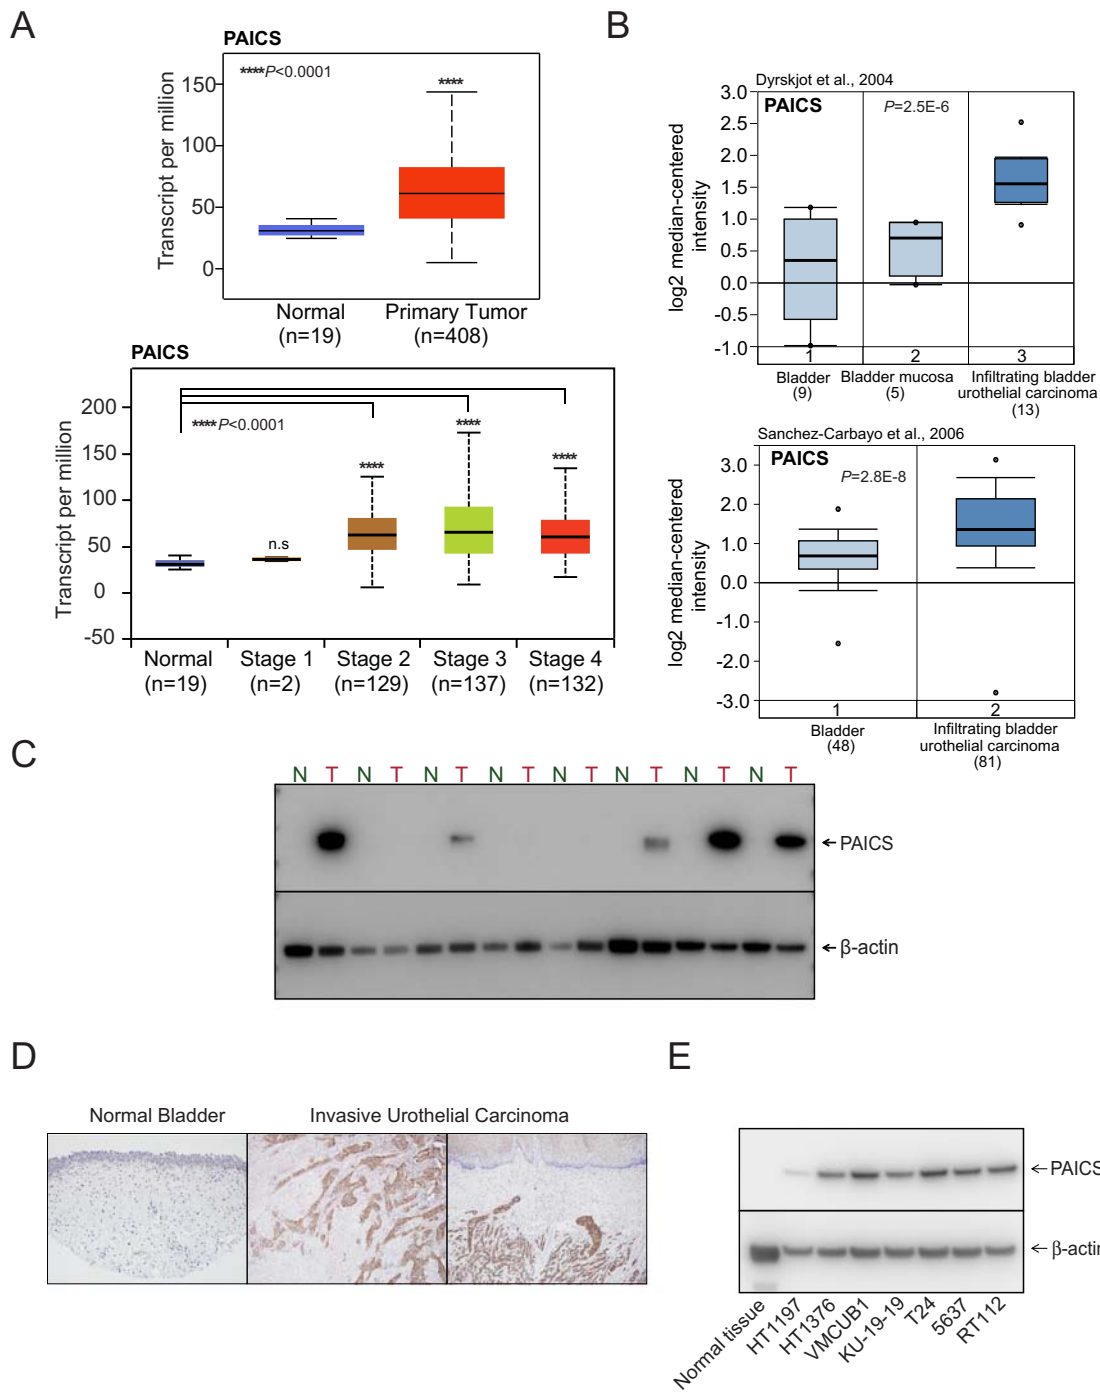 A
PAICS
****P<0.0001
****
Transcript per million
150
100
50
0
Normal
(n=19)
Primary Tumor
(n=408)
PAICS
****P<0.0001
n.s
****
****
****
Transcript per million
200
150
100
50
0
-50
Normal
(n=19)
Stage 1
(n=2)
Stage 2
(n=129)
Stage 3
(n=137)
Stage 4
(n=132)
B
Dyrskjot et al., 2004
PAICS
P=2.5E-6
log2 median-centered
intensity
3.0
2.5
2.0
1.5
1.0
0.5
0.0
-0.5
-1.0
1
2
3
Bladder
(9)
Bladder mucosa
(5)
Infiltrating bladder
urothelial carcinoma
(13)
Sanchez-Carbayo et al., 2006
PAICS
P=2.8E-8
log2 median-centered
intensity
3.0
2.0
1.0
0.0
-1.0
-2.0
-3.0
1
2
Bladder
(48)
Infiltrating bladder
urothelial carcinoma
(81)
C
N T N T N T N T N T N T N T N T
PAICS
β-actin
D
Normal Bladder
Invasive Urothelial Carcinoma
E
PAICS
β-actin
Normal tissue
HT1197
HT1376
VMCUB1
KU-19-19
T24
5637
RT112